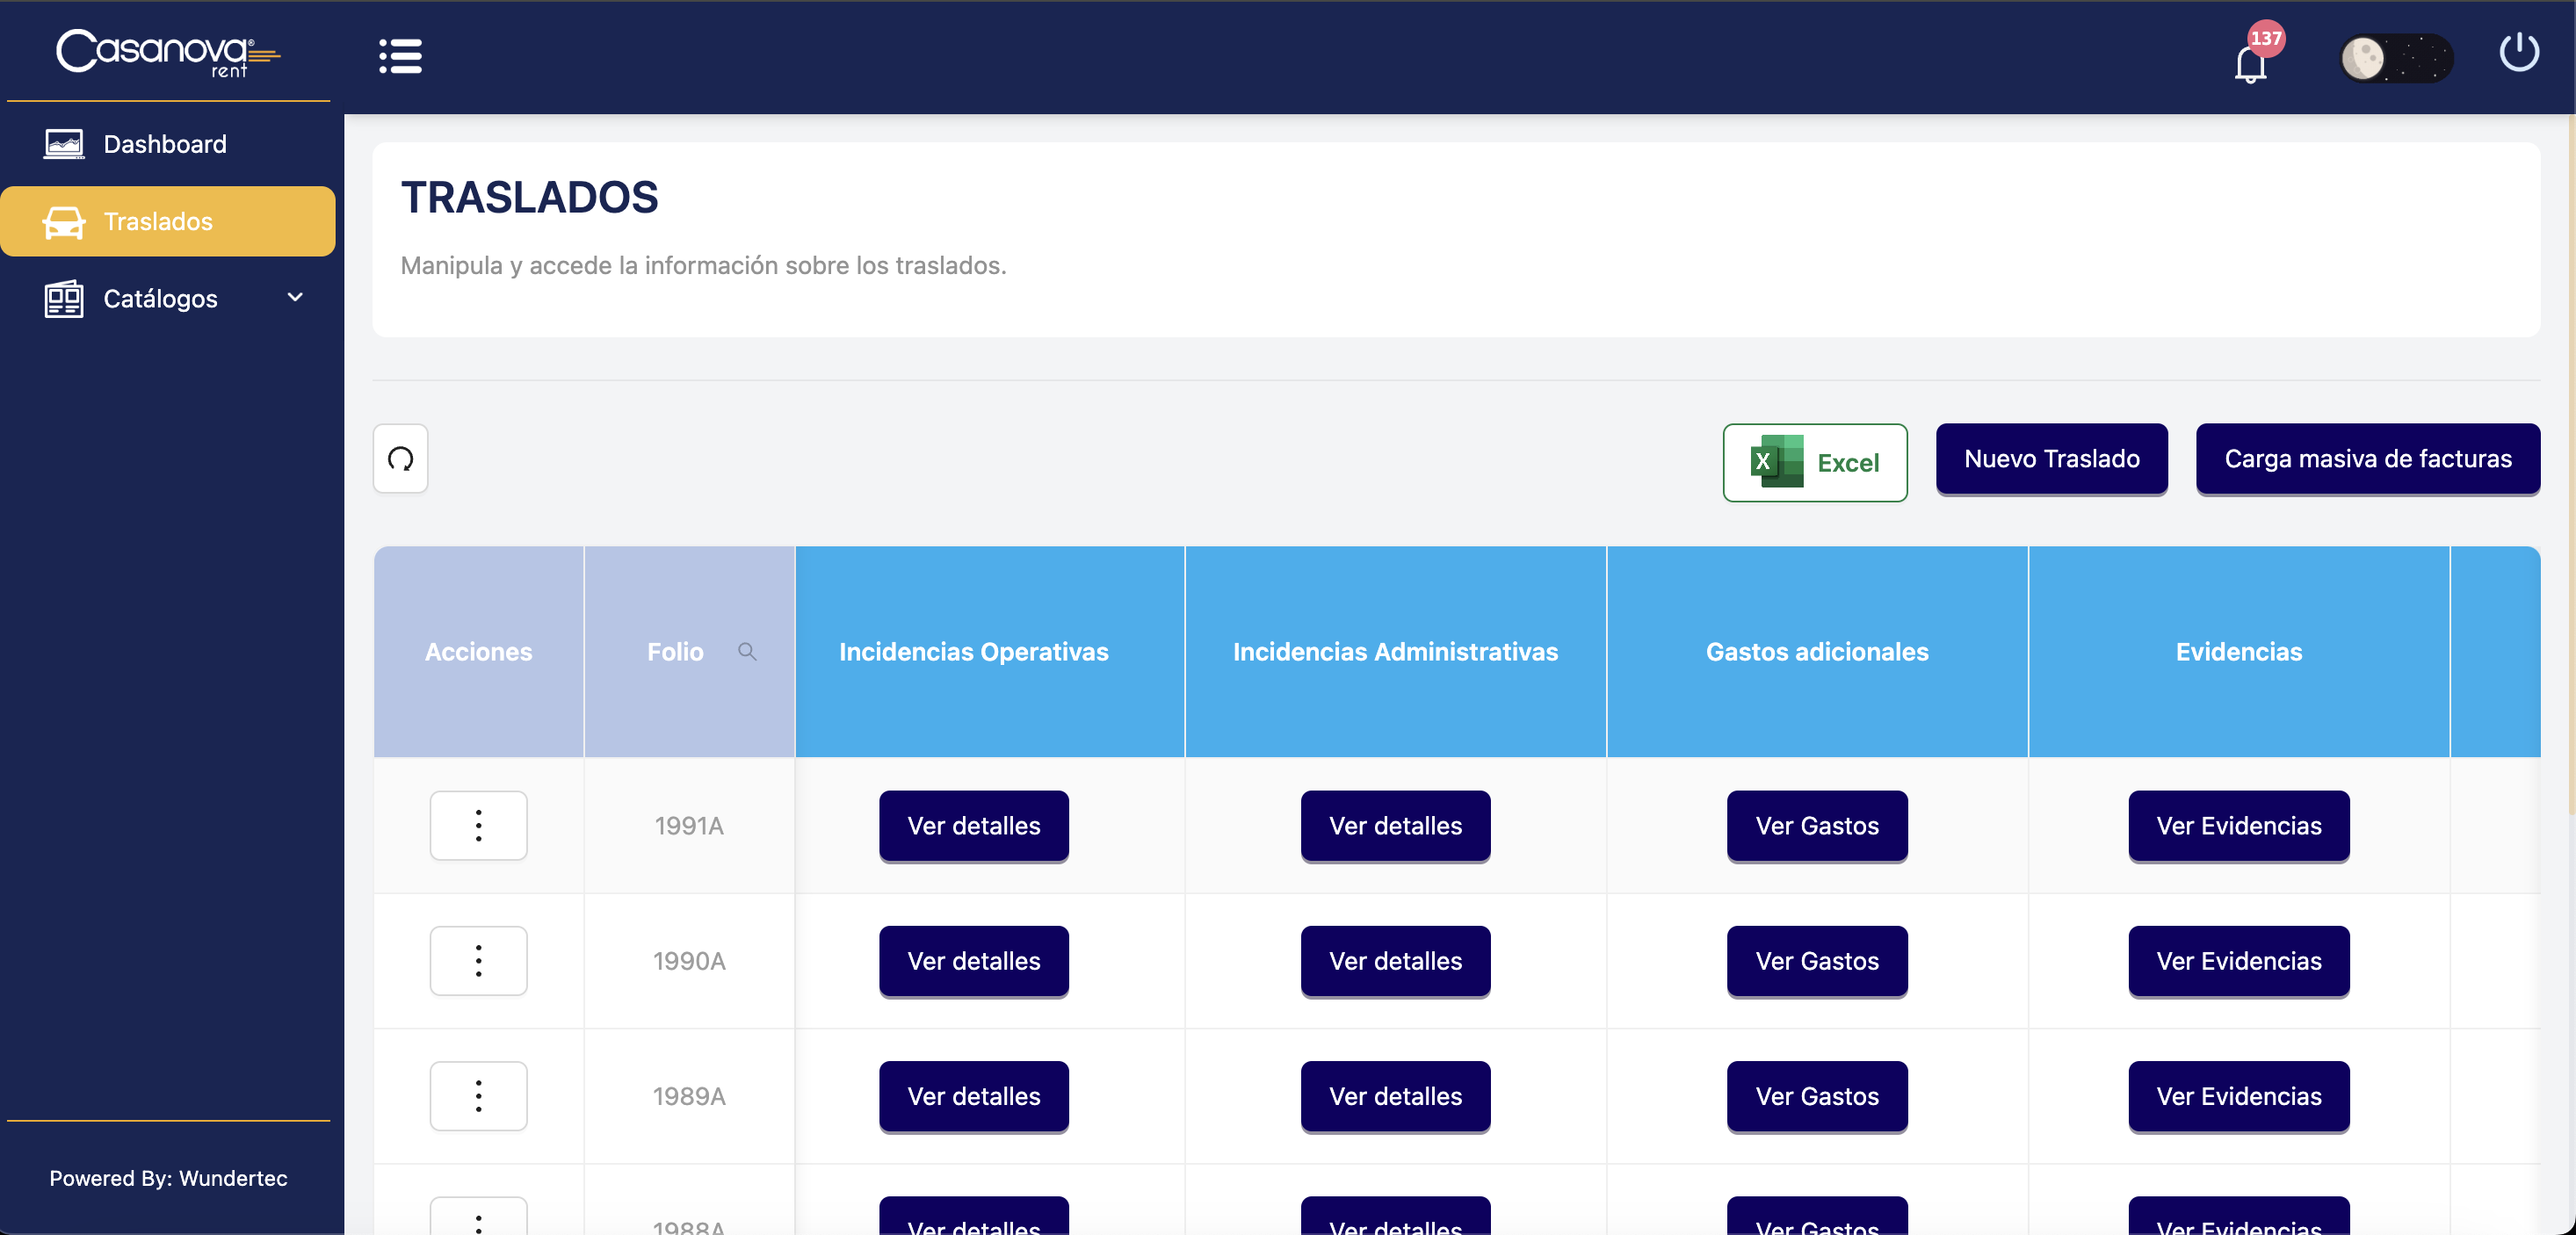 Casanova®
rent
137
Dashboard
Traslados
Catálogos
TRASLADOS
Manipula y accede la información sobre los traslados.
X Excel
Nuevo Traslado
Carga masiva de facturas
Acciones Folio Incidencias Operativas Incidencias Administrativas Gastos adicionales Evidencias
1991A Ver detalles Ver detalles Ver Gastos Ver Evidencias
1990A Ver detalles Ver detalles Ver Gastos Ver Evidencias
1989A Ver detalles Ver detalles Ver Gastos Ver Evidencias
1988A Ver detalles Ver detalles Ver Gastos Ver Evidencias
Powered By: Wundertec